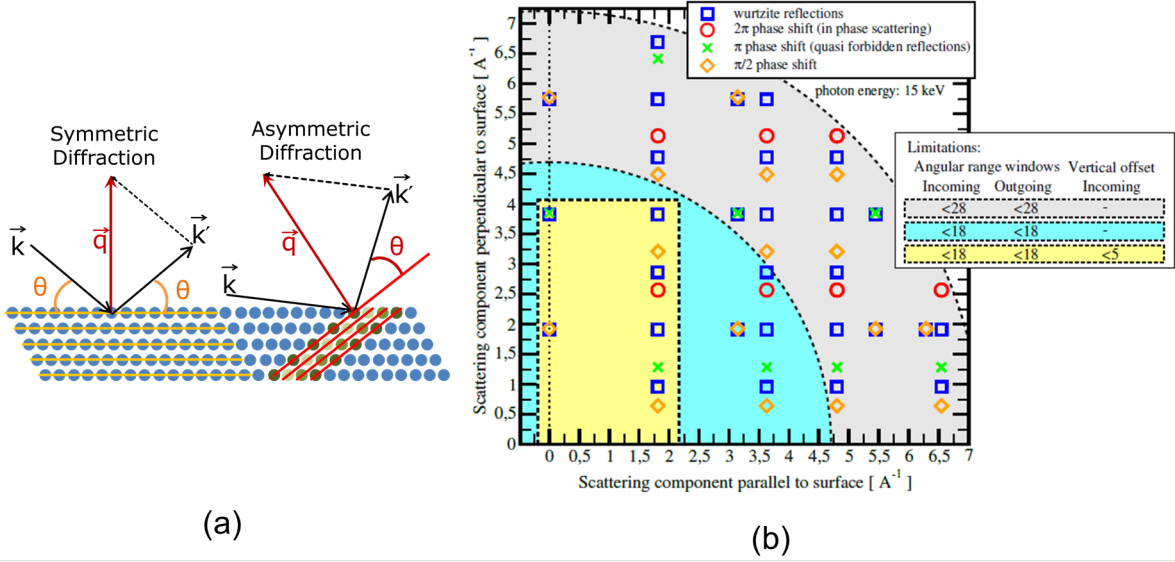 Symmetric
Diffraction
Asymmetric
Diffraction
k
q
k'
θ
θ
k
q
k'
θ
(a)
wurtzite reflections
2π phase shift (in phase scattering)
π phase shift (quasi forbidden reflections)
π/2 phase shift
photon energy: 15 keV
Limitations:
Angular range windows Vertical offset
Incoming Outgoing Incoming
<28 <28 -
<18 <18 -
<18 <18 <5
Scattering component perpendicular to surface [ A⁻¹ ]
7
6,5
6
5,5
5
4,5
4
3,5
3
2,5
2
1,5
1
0,5
0
0 0,5 1 1,5 2 2,5 3 3,5 4 4,5 5 5,5 6 6,5 7
Scattering component parallel to surface [ A⁻¹ ]
(b)